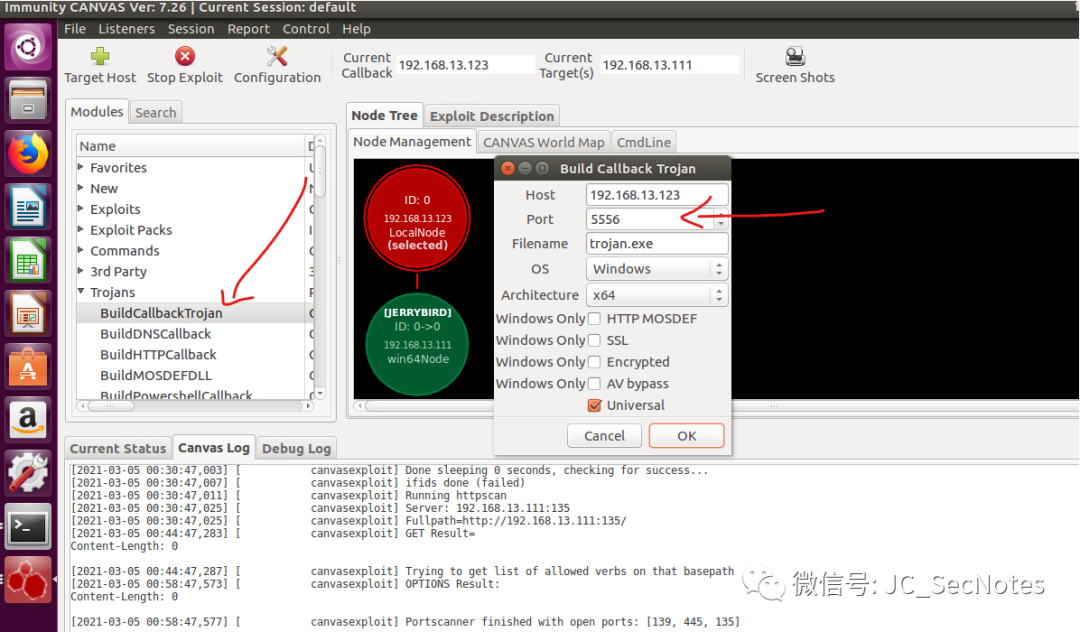 Immunity CANVAS Ver: 7.26 | Current Session: default
File Listeners Session Report Control Help
Target Host Stop Exploit Configuration
Current Callback 192.168.13.123
Current Target(s) 192.168.13.111
Screen Shots
Modules Search
Name
Favorites
New
Exploits
Exploit Packs
Commands
3rd Party
Trojans
BuildCallbackTrojan
BuildDNSCallback
BuildHTTPCallback
BuildMOSDEFDLL
BuildPowershellCallback
Node Tree Exploit Description
Node Management CANVAS World Map CmdLine
ID: 0
192.168.13.123
LocalNode
(selected)
[JERRYBIRD]
ID: 0->0
192.168.13.111
win64Node
Build Callback Trojan
Host 192.168.13.123
Port 5556
Filename trojan.exe
OS Windows
Architecture x64
Windows Only HTTP MOSDEF
Windows Only SSL
Windows Only Encrypted
Windows Only AV bypass
Universal
Cancel OK
Current Status Canvas Log Debug Log
[2021-03-05 00:30:47,003] [ canvasexploit] Done sleeping 0 seconds, checking for success...
[2021-03-05 00:30:47,007] [ canvasexploit] ifids done (failed)
[2021-03-05 00:30:47,011] [ canvasexploit] Running httpscan
[2021-03-05 00:30:47,025] [ canvasexploit] Server: 192.168.13.111:135
[2021-03-05 00:30:47,025] [ canvasexploit] Fullpath=http://192.168.13.111:135/
[2021-03-05 00:44:47,283] [ canvasexploit] GET Result=
Content-Length: 0
[2021-03-05 00:44:47,287] [ canvasexploit] Trying to get list of allowed verbs on that basepath
[2021-03-05 00:58:47,573] [ canvasexploit] OPTIONS Result:
Content-Length: 0
[2021-03-05 00:58:47,577] [ canvasexploit] Portscanner finished with open ports: [139, 445, 135]
微信号: JC_SecNotes